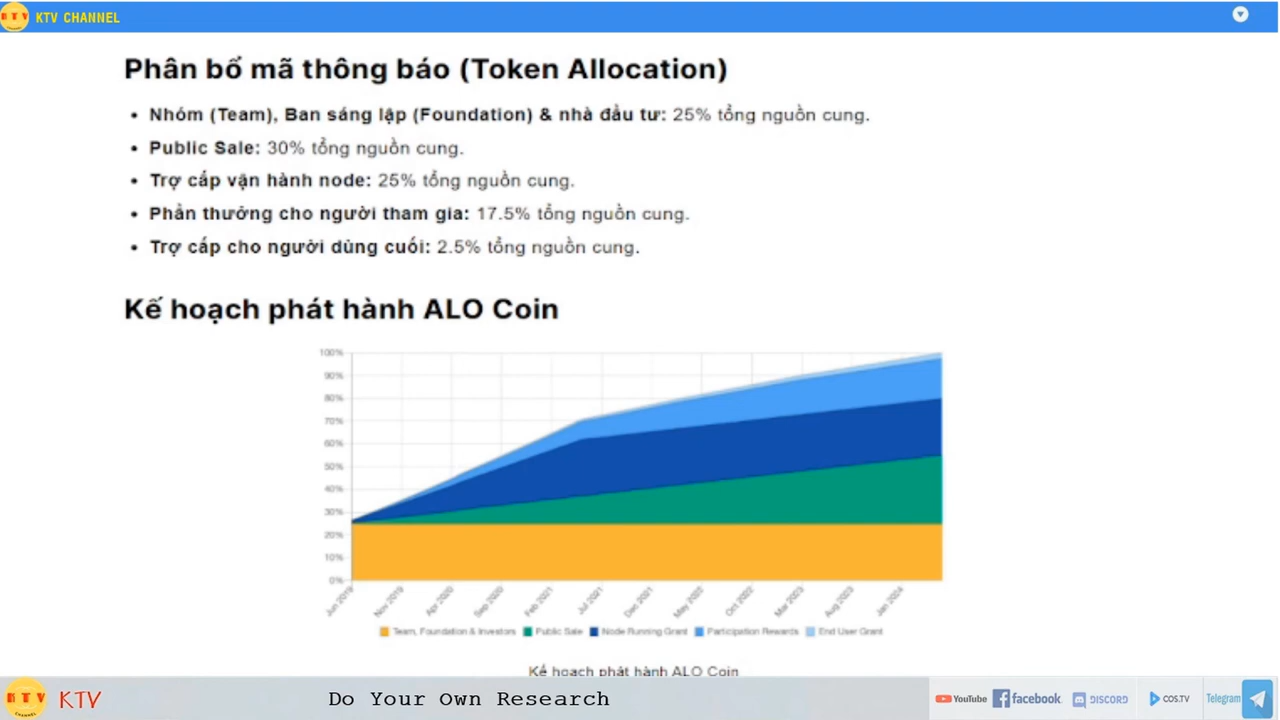 KTV
KTV CHANNEL
Phân bổ mã thông báo (Token Allocation)
• Nhóm (Team), Ban sáng lập (Foundation) & nhà đầu tư: 25% tổng nguồn cung.
• Public Sale: 30% tổng nguồn cung.
• Trợ cấp vận hành node: 25% tổng nguồn cung.
• Phần thưởng cho người tham gia: 17.5% tổng nguồn cung.
• Trợ cấp cho người dùng cuối: 2.5% tổng nguồn cung.
Kế hoạch phát hành ALO Coin
100%
90%
80%
70%
60%
50%
40%
30%
20%
10%
0%
Jun 2019 Nov 2019 Apr 2020 Sep 2020 Feb 2021 Jul 2021 Dec 2021 May 2022 Oct 2022 Mar 2023 Aug 2023 Jan 2024
Team, Foundation & Investors Public Sale Node Running Grant Participation Rewards End User Grant
Kế hoạch phát hành ALO Coin
KTV CHANNEL
KTV
Do Your Own Research
YouTube facebook DISCORD COS.TV Telegram